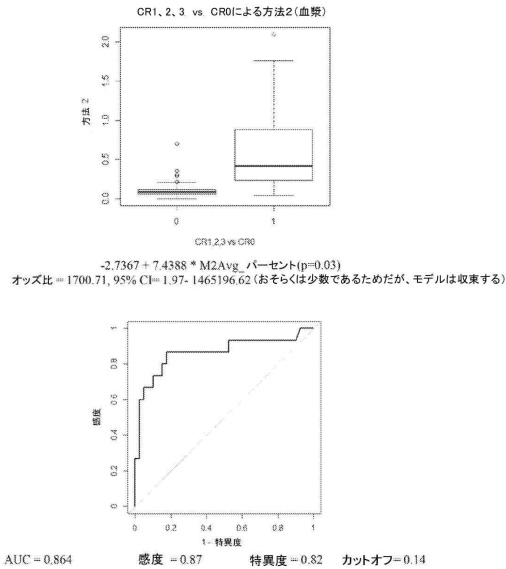 CR1、2、3 vs. CR0による方法2(血漿)
2.0
1.5
1.0
0.5
0.0
方法 2
0
1
CR1,2,3 vs CR0
-2.7367 + 7.4388 * M2Avg_パーセント(p=0.03)
オッズ比 = 1700.71, 95% CI= 1.97- 1465196.62 (おそらくは少数であるためだが、モデルは収束する)
1
0.8
0.6
0.4
0.2
0
感度
0
0.2
0.4
0.6
0.8
1
1 - 特異度
AUC = 0.864 感度 = 0.87 特異度 = 0.82 カットオフ= 0.14